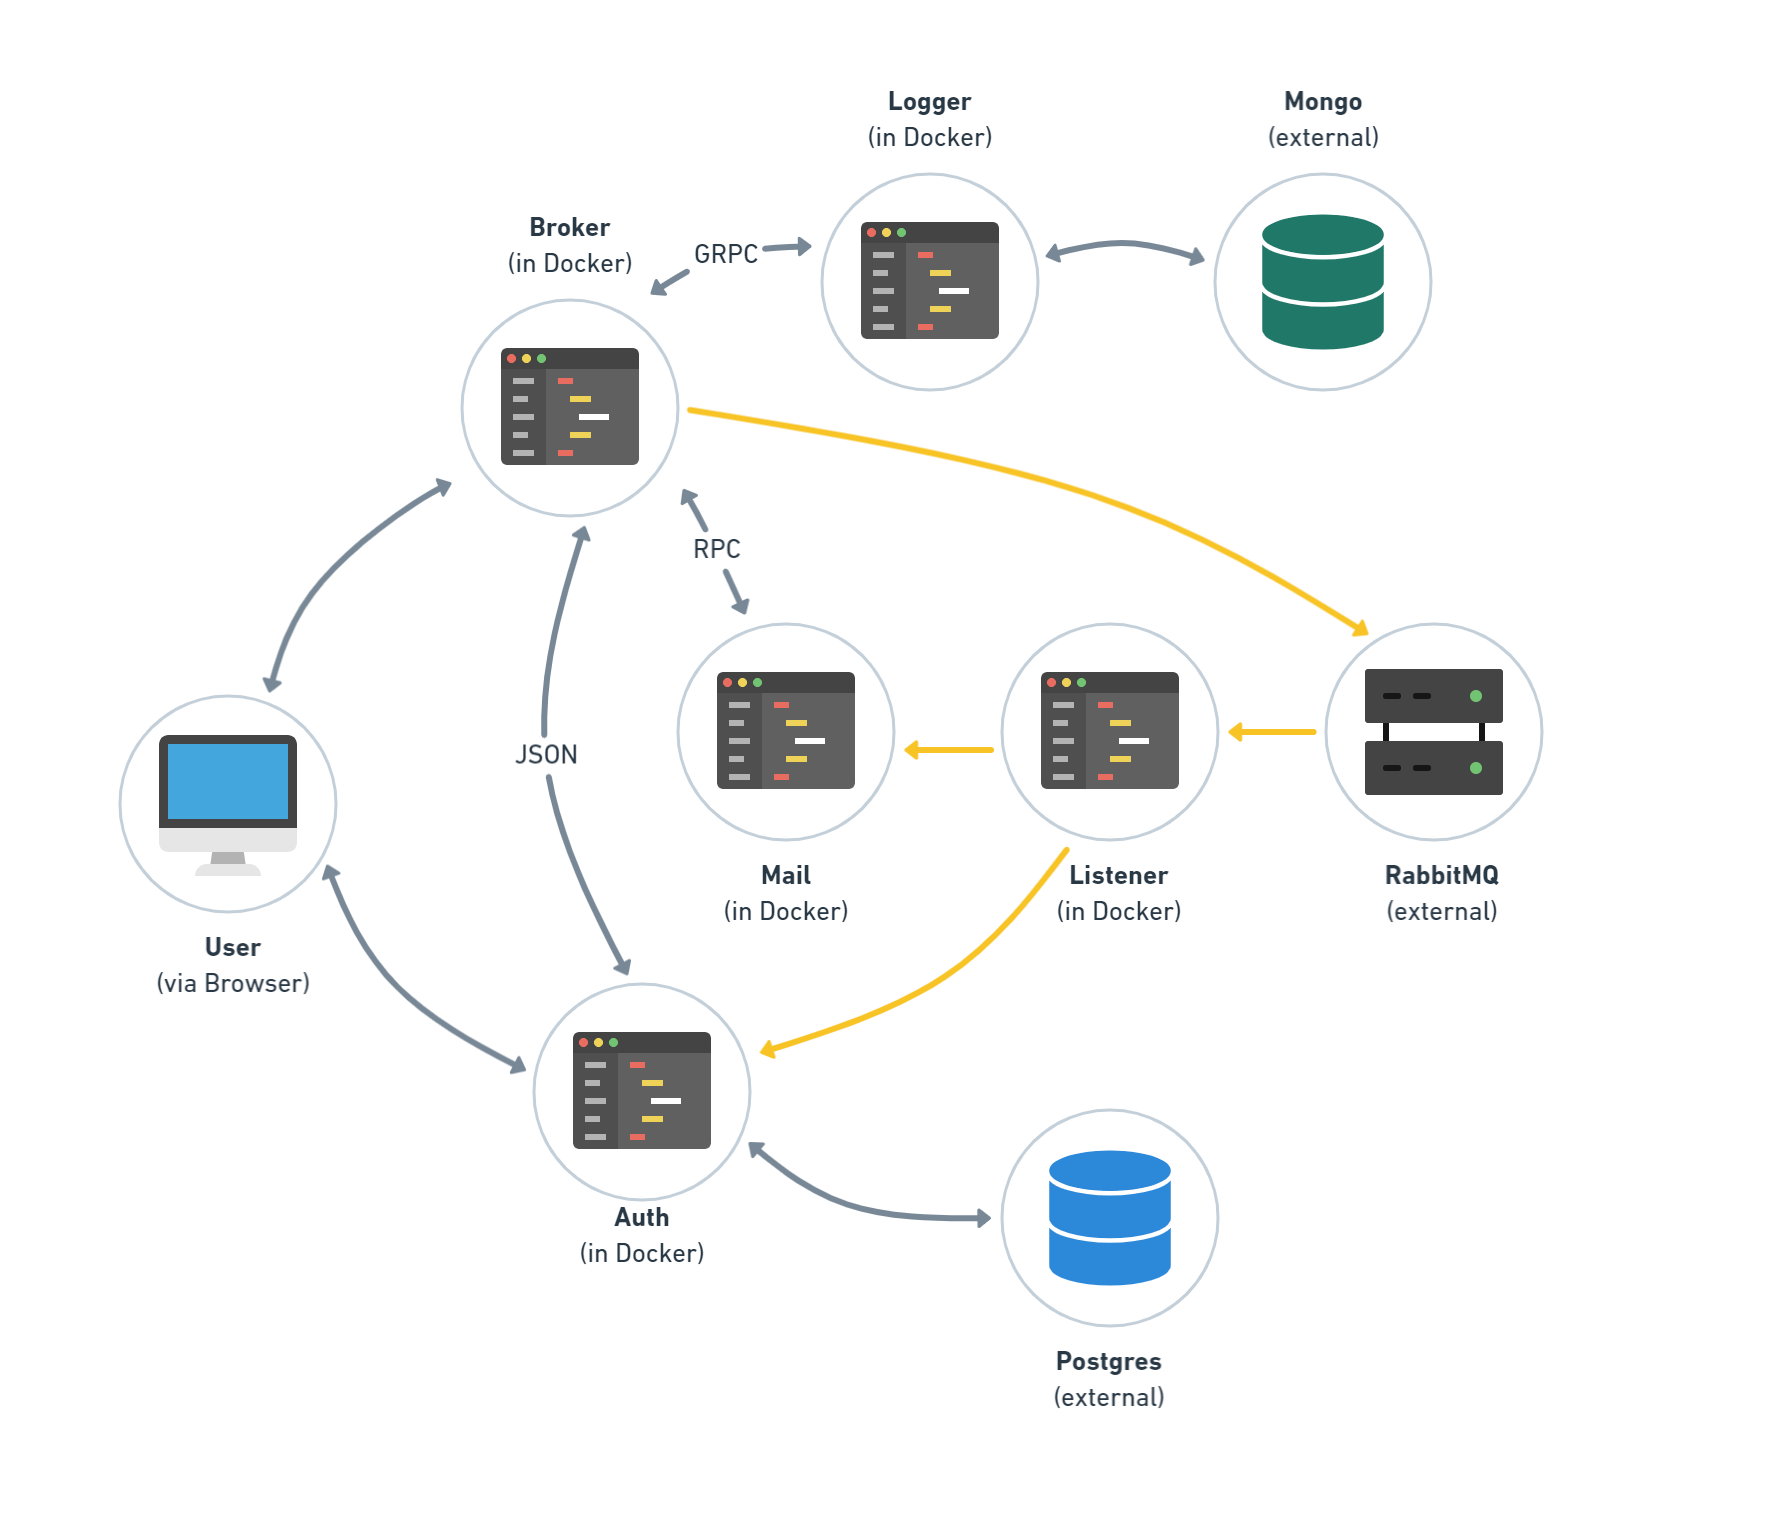 Logger
(in Docker)
Mongo
(external)
Broker
(in Docker)
GRPC
RPC
JSON
Mail
(in Docker)
Listener
(in Docker)
RabbitMQ
(external)
User
(via Browser)
Auth
(in Docker)
Postgres
(external)